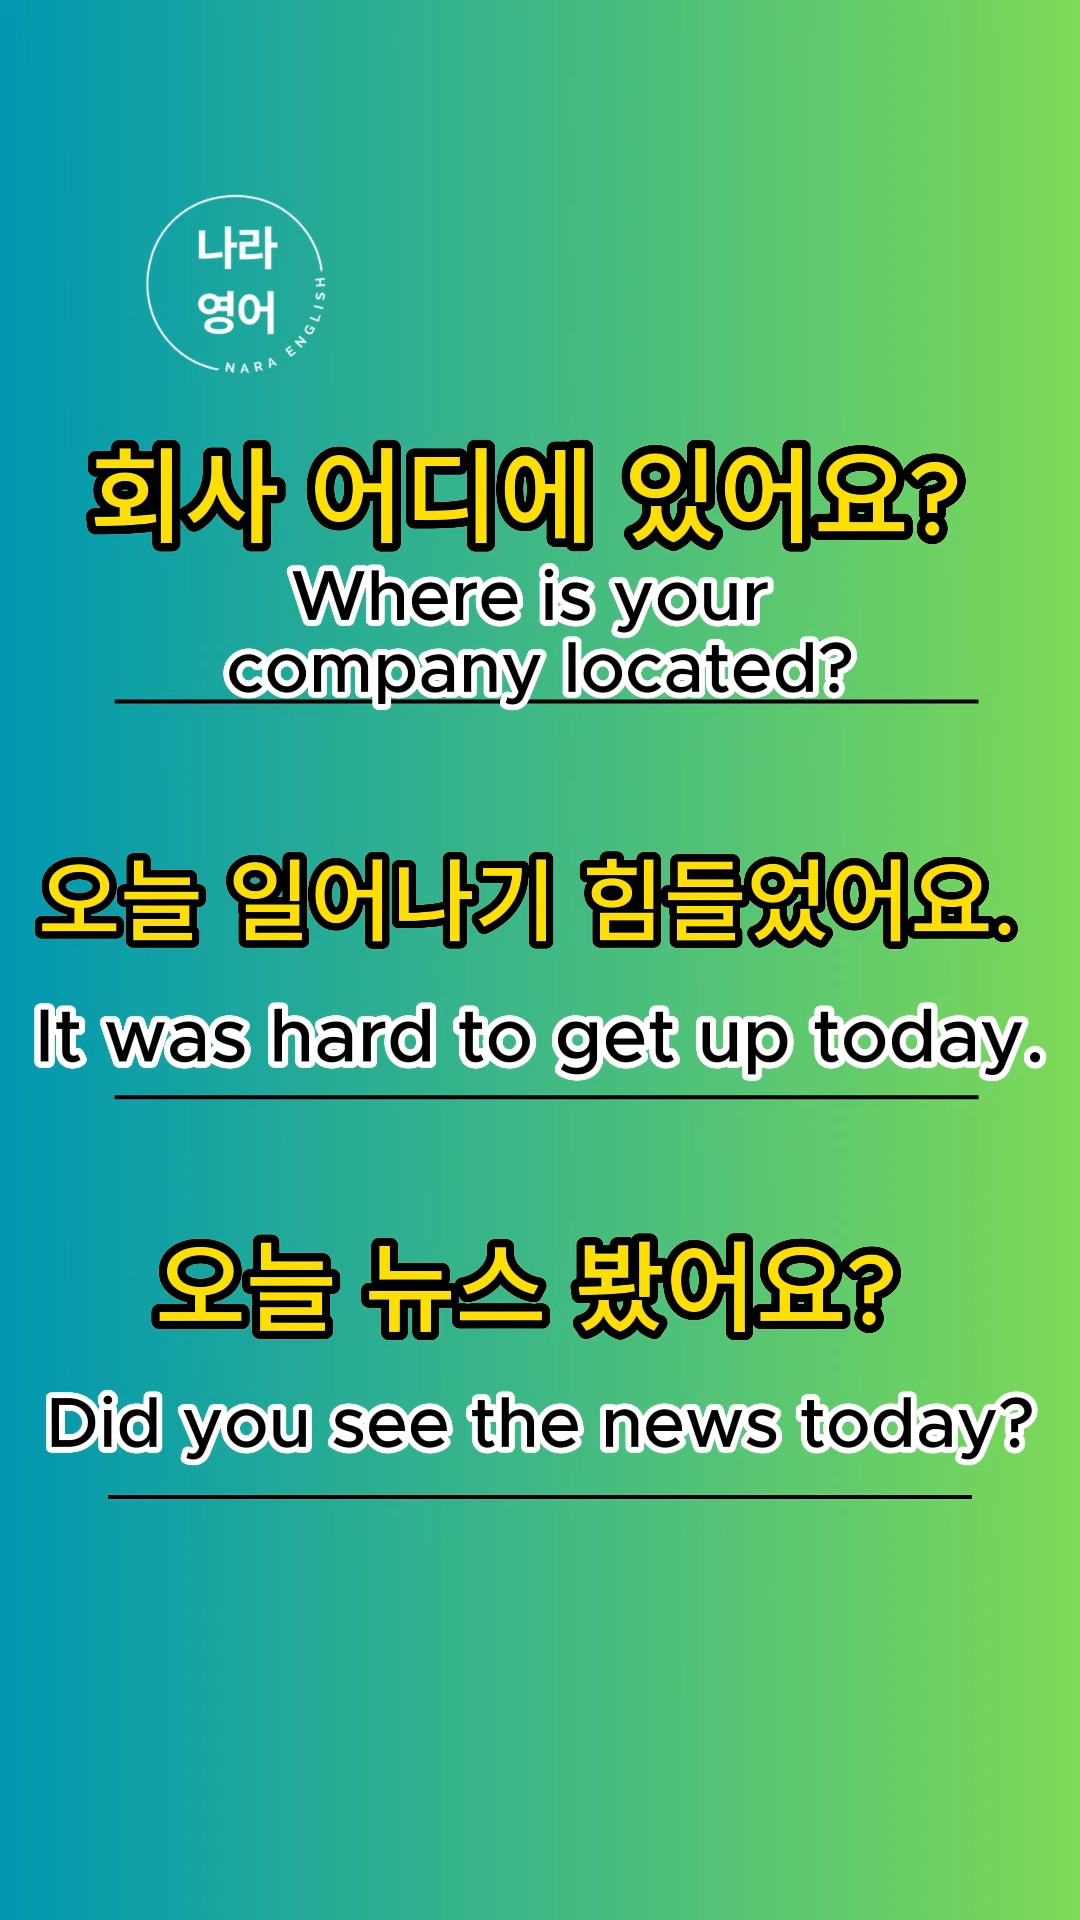 나라
영어
NARA ENGLISH
회사 어디에 있어요?
Where is your
company located?
오늘 일어나기 힘들었어요.
It was hard to get up today.
오늘 뉴스 봤어요?
Did you see the news today?